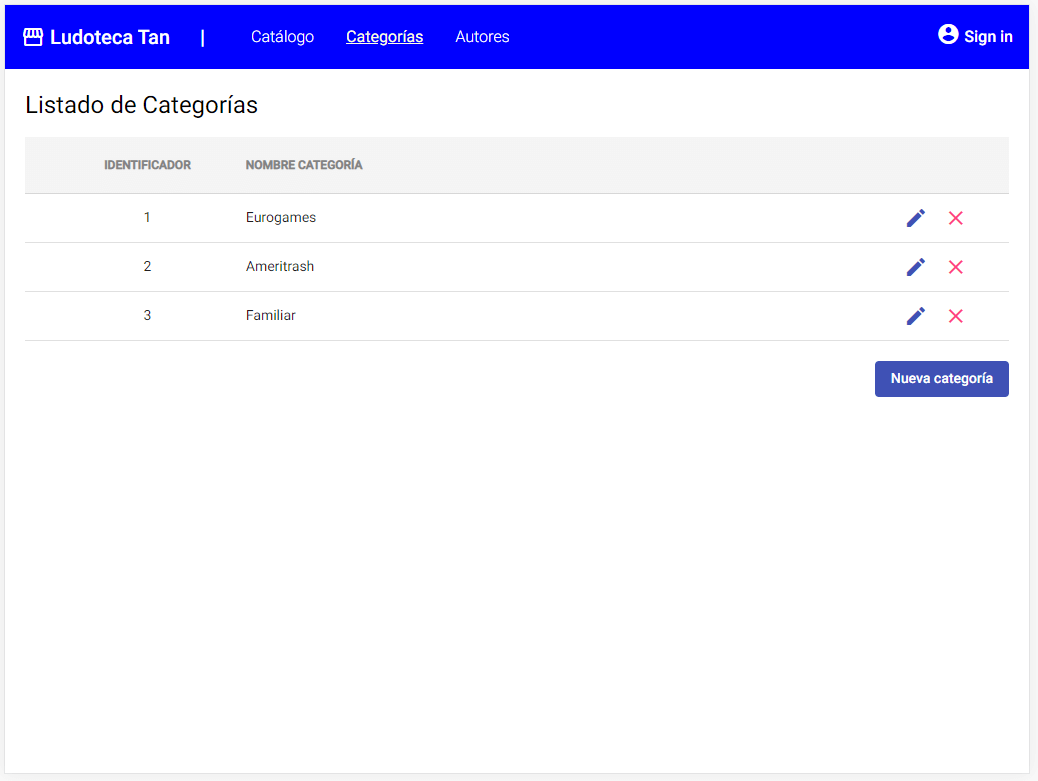 Ludoteca Tan | Catálogo Categorías Autores Sign in
Listado de Categorías
IDENTIFICADOR NOMBRE CATEGORÍA
1 Eurogames
2 Ameritrash
3 Familiar
Nueva categoría